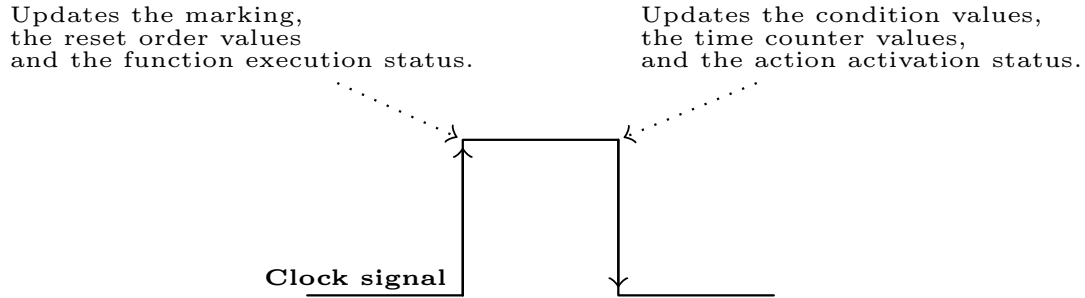 Updates the marking,
the reset order values
and the function execution status.
Updates the condition values,
the time counter values,
and the action activation status.
Clock signal